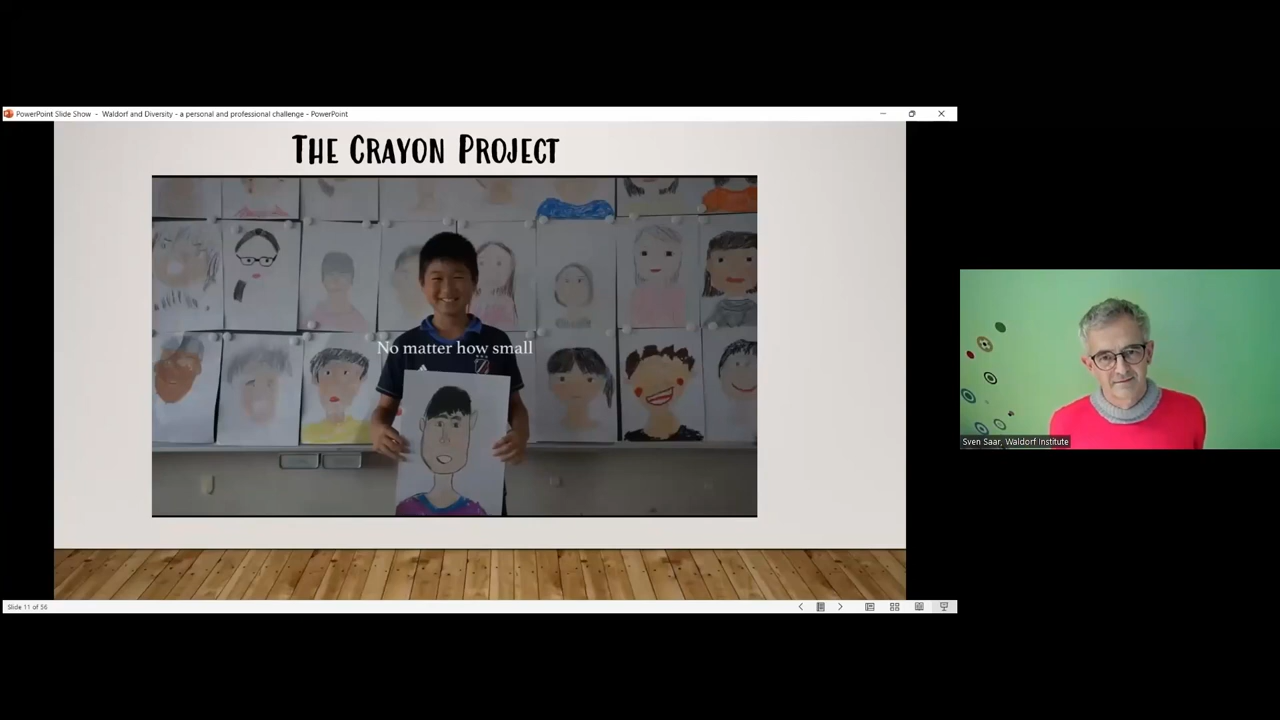 PowerPoint Slide Show - Waldorf and Diversity - a personal and professional challenge - PowerPoint
THE CRAYON PROJECT
No matter how small
Sven Saar, Waldorf Institute
Slide 11 of 56